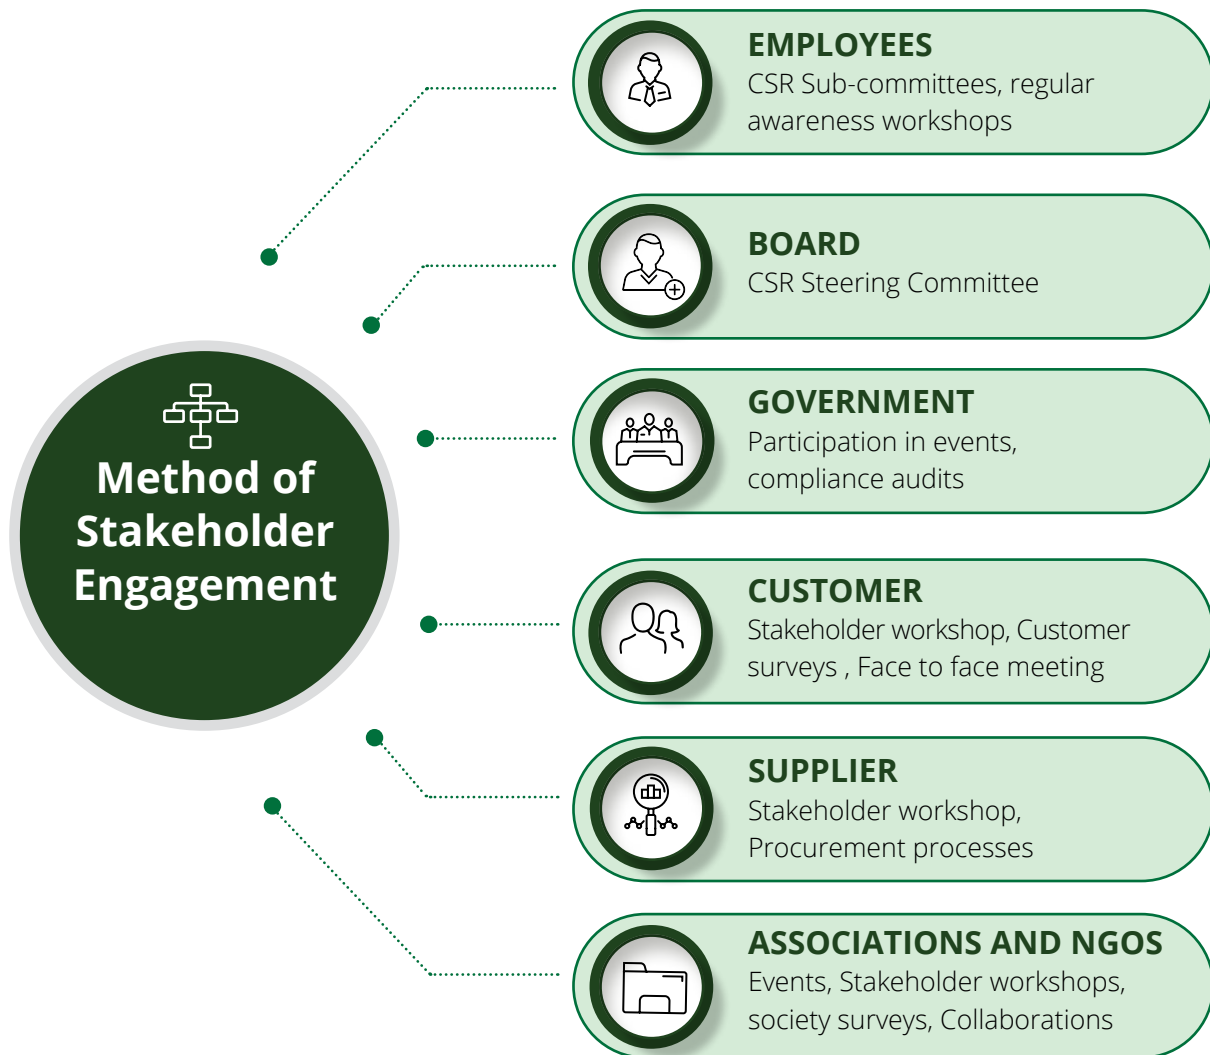 Method of
Stakeholder
Engagement
EMPLOYEES
CSR Sub-committees, regular
awareness workshops
BOARD
CSR Steering Committee
GOVERNMENT
Participation in events,
compliance audits
CUSTOMER
Stakeholder workshop, Customer
surveys , Face to face meeting
SUPPLIER
Stakeholder workshop,
Procurement processes
ASSOCIATIONS AND NGOS
Events, Stakeholder workshops,
society surveys, Collaborations